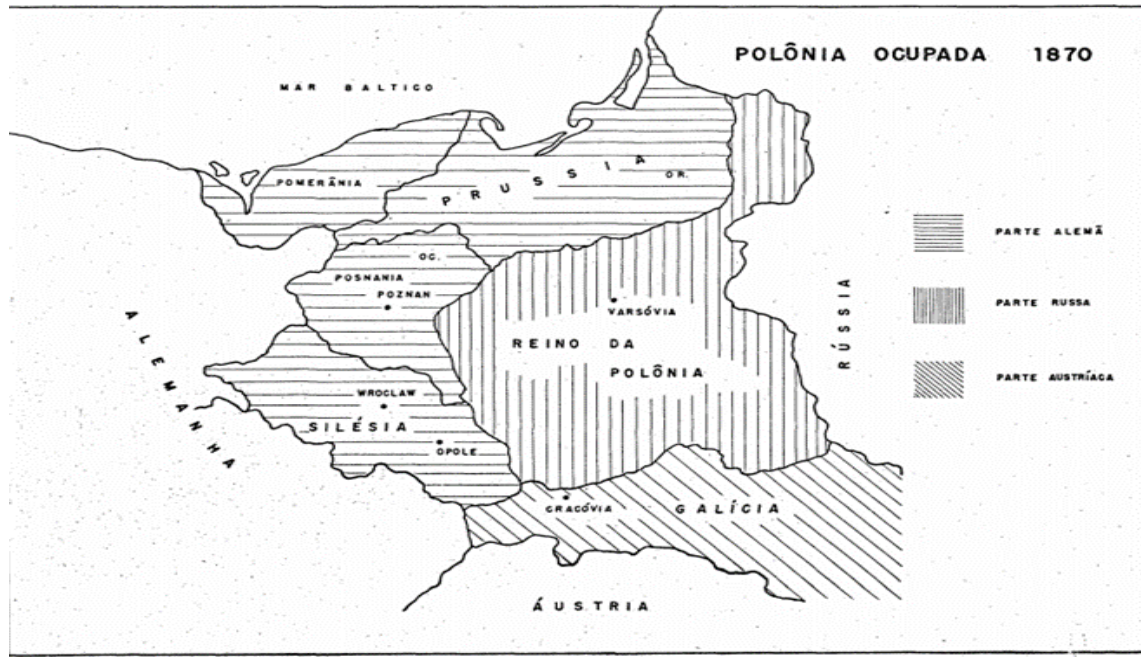 POLÔNIA OCUPADA 1870
MAR BALTICO
POMERÂNIA
PRUSSIA
OR.
OC.
POSNANIA
POZNAN
VARSÓVIA
REINO DA
POLÔNIA
WROCLAW
SILÉSIA
OPOLE
CRACÓVIA
GALÍCIA
ALEMÁNHA
ÁUSTRIA
RÚSSIA
PARTE ALEMÃ
PARTE RUSSA
PARTE AUSTRÍACA